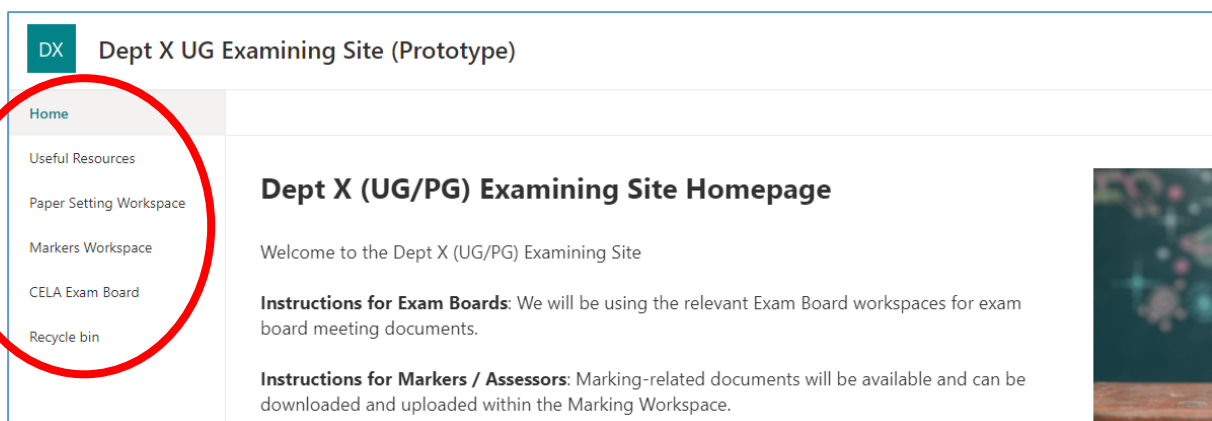 DX
Dept X UG Examining Site (Prototype)
Home
Useful Resources
Paper Setting Workspace
Markers Workspace
CELA Exam Board
Recycle bin
Dept X (UG/PG) Examining Site Homepage
Welcome to the Dept X (UG/PG) Examining Site
Instructions for Exam Boards: We will be using the relevant Exam Board workspaces for exam
board meeting documents.
Instructions for Markers / Assessors: Marking-related documents will be available and can be
downloaded and uploaded within the Marking Workspace.